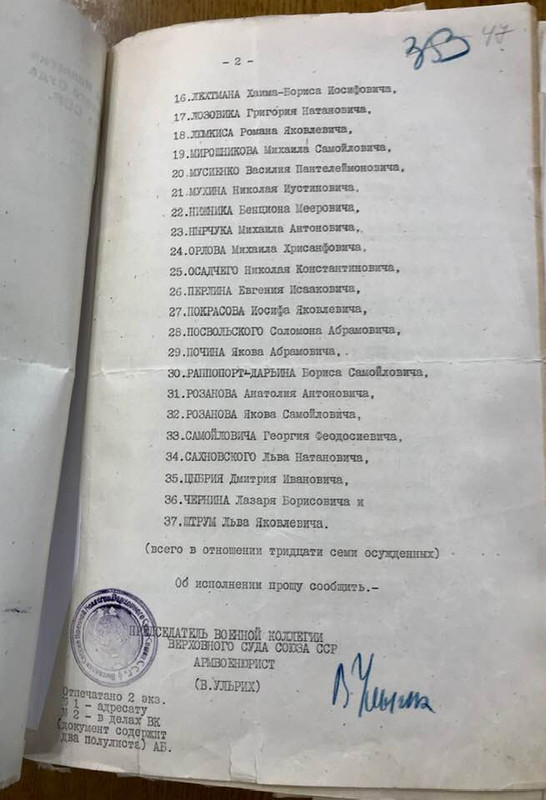 - 2 -
47
16.ЛЕХТМАНА Хаима-Бориса Иосифовича,
17.ЛОЗОВИКА Григория Натановича,
18.ЛЕМКИСА Романа Яковлевича,
19.МИРОШНИКОВА Михаила Самойловича,
20.МУСИЕНКО Василия Пантелеймоновича,
21.МУХИНА Николая Иустиновича,
22.НИЖНИКА Бенциона Мееровича,
23.НЫРЧУКА Михаила Антоновича,
24.ОРЛОВА Михаила Хрисанфовича,
25.ОСАДЧЕГО Николая Константиновича,
26.ПЕРЛИНА Евгения Исааковича,
27.ПОКРАСОВА Иосифа Яковлевича,
28.ПОСВОЛЬСКОГО Соломона Абрамовича,
29.ПОЧИНА Якова Абрамовича,
30.РАППОПОРТ-ДАРЬИНА Бориса Самойловича,
31.РОЗАНОВА Анатолия Антоновича,
32.РОЗАНОВА Якова Самойловича,
33.САМОЙЛОВИЧА Георгия Феодосиевича,
34.САХНОВСКОГО Льва Натановича,
35.ЦЫБРИЯ Дмитрия Ивановича,
36.ЧЕРНИНА Лазаря Борисовича и
37.ШТРУМ Льва Яковлевича.
(всего в отношении тридцати семи осужденных)
Об исполнении прошу сообщить.-
ПРЕДСЕДАТЕЛЬ ВОЕННОЙ КОЛЛЕГИИ
ВЕРХОВНОГО СУДА СОЮЗА ССР
АРМВОЕНЮРИСТ
(В.УЛЬРИХ)
В.Ульрих
Отпечатано 2 экз.
№ 1 - адресату
№ 2 - в делах ВК
(документ содержит
два полулиста) АБ.